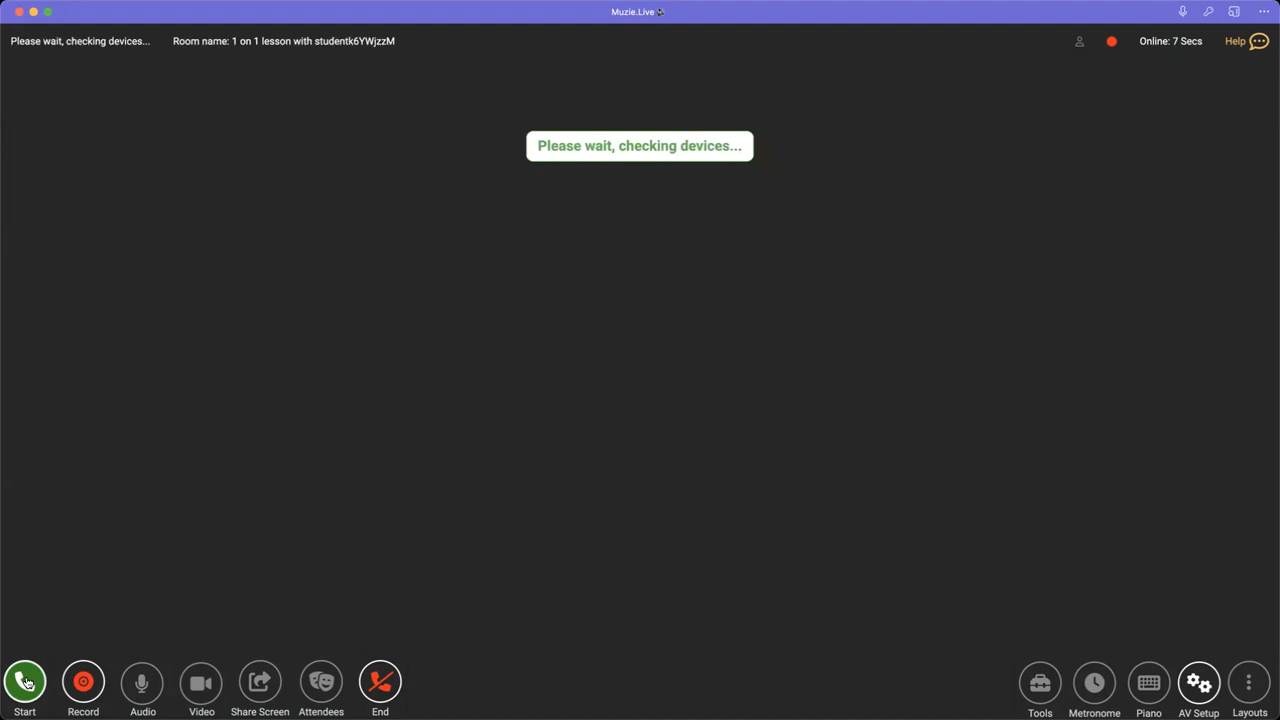 Muzie.Live
Please wait, checking devices...
Room name: 1 on 1 lesson with studentk6YWjzzM
Online: 7 Secs
Help
Please wait, checking devices...
Start
Record
Audio
Video
Share Screen
Attendees
End
Tools
Metronome
Piano
AV Setup
Layouts